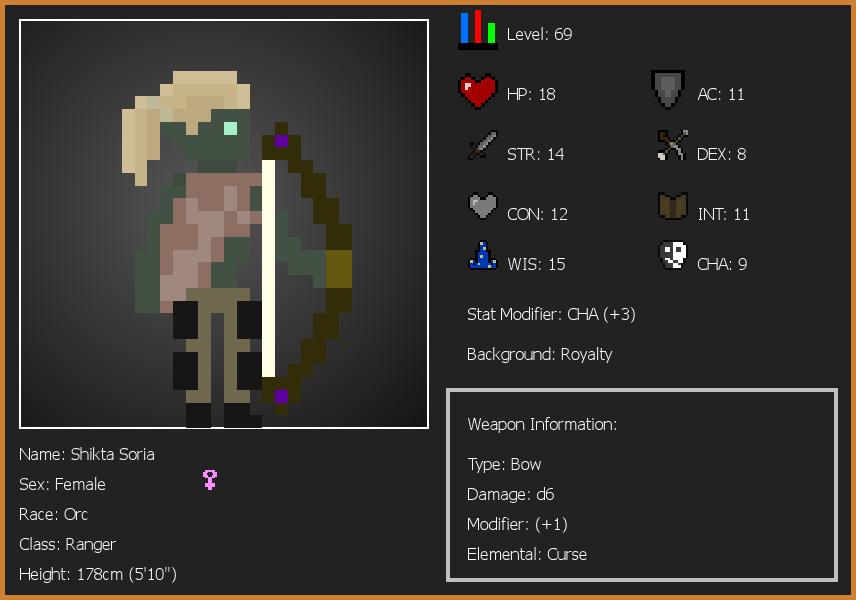 Level: 69
HP: 18
AC: 11
STR: 14
DEX: 8
CON: 12
INT: 11
WIS: 15
CHA: 9
Stat Modifier: CHA (+3)
Background: Royalty
Weapon Information:
Type: Bow
Damage: d6
Modifier: (+1)
Elemental: Curse
Name: Shikta Soria
Sex: Female
Race: Orc
Class: Ranger
Height: 178cm (5'10")